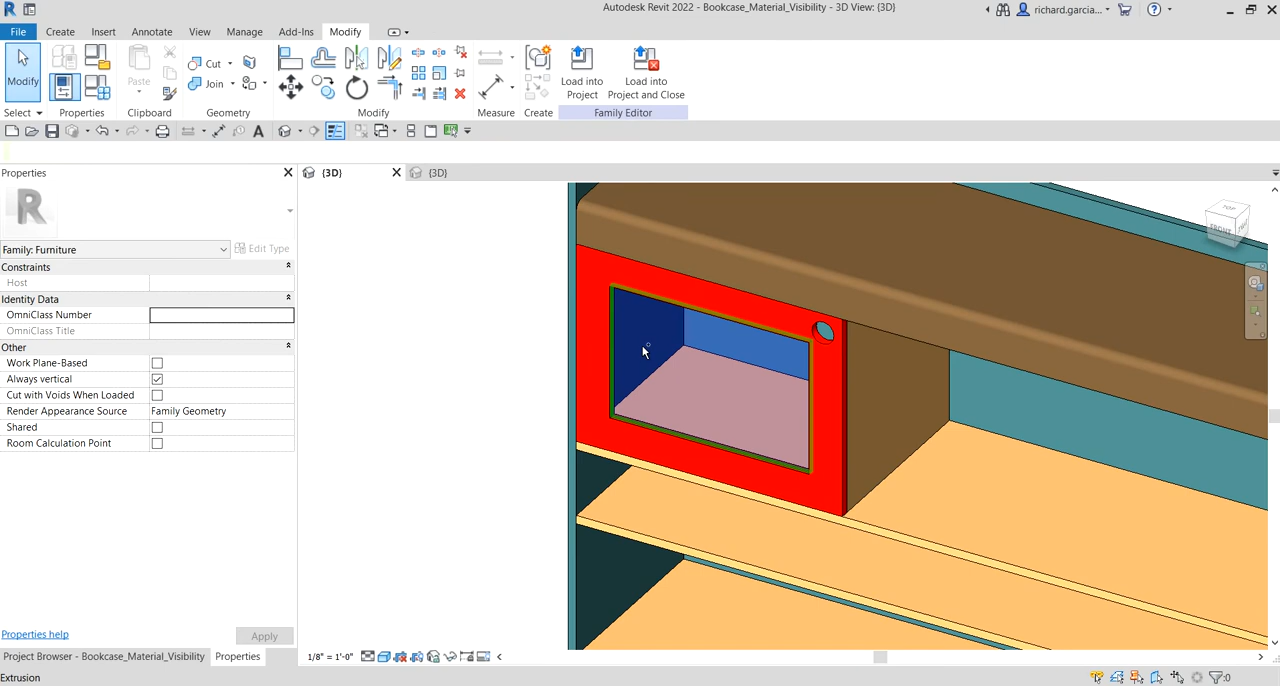 Autodesk Revit 2022 - Bookcase_Material_Visibility - 3D View: {3D}
richard.garcia...
File Create Insert Annotate View Manage Add-Ins Modify
Modify
Paste
Cut
Join
Load into Project
Load into Project and Close
Select Properties Clipboard Geometry Modify Measure Create Family Editor
Properties
{3D}
{3D}
R
Family: Furniture
Edit Type
Constraints
Host
Identity Data
OmniClass Number
OmniClass Title
Other
Work Plane-Based
Always vertical
Cut with Voids When Loaded
Render Appearance Source Family Geometry
Shared
Room Calculation Point
TOP
FRONT
Properties help
Apply
Project Browser - Bookcase_Material_Visibility
Properties
1/8" = 1'-0"
Extrusion
:0